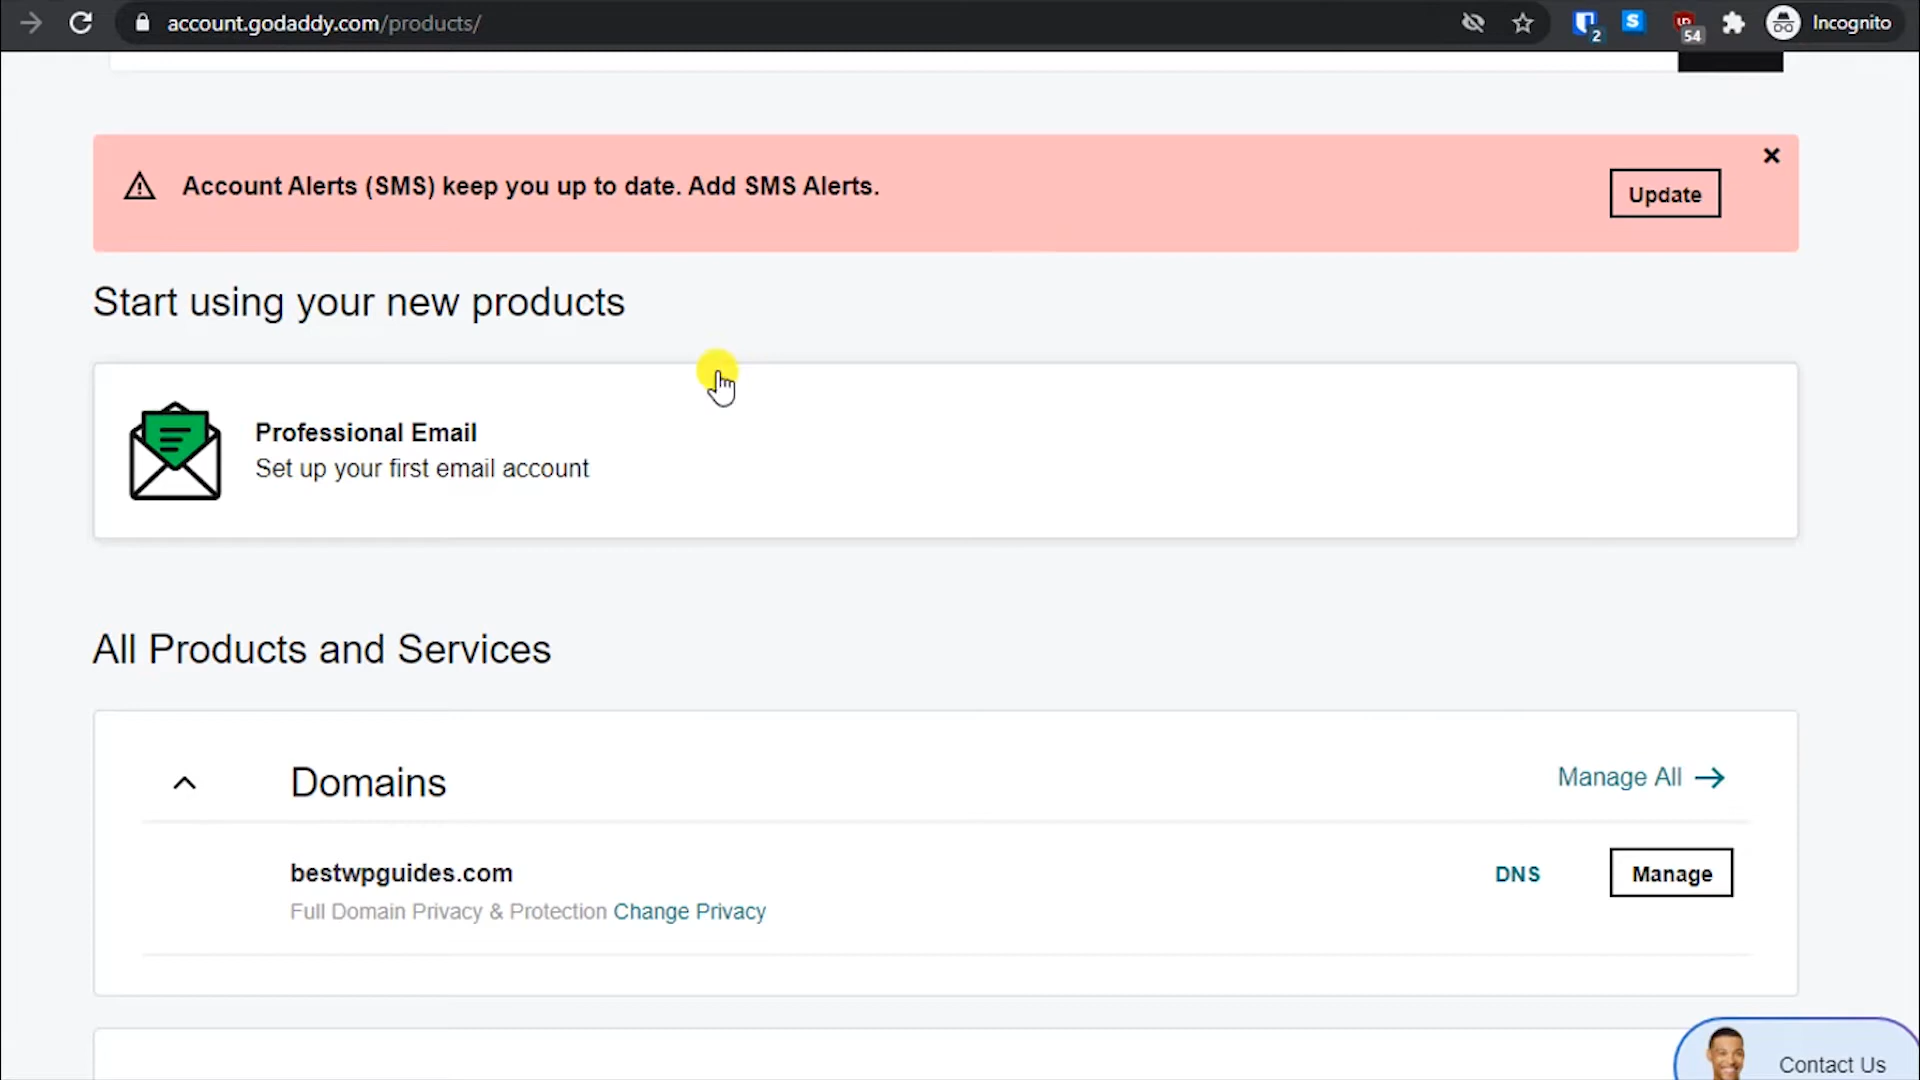 account.godaddy.com/products/
2
S
54
Incognito
Account Alerts (SMS) keep you up to date. Add SMS Alerts.
Update
Start using your new products
Professional Email
Set up your first email account
All Products and Services
Domains
Manage All
bestwpguides.com
DNS
Manage
Full Domain Privacy & Protection Change Privacy
Contact Us